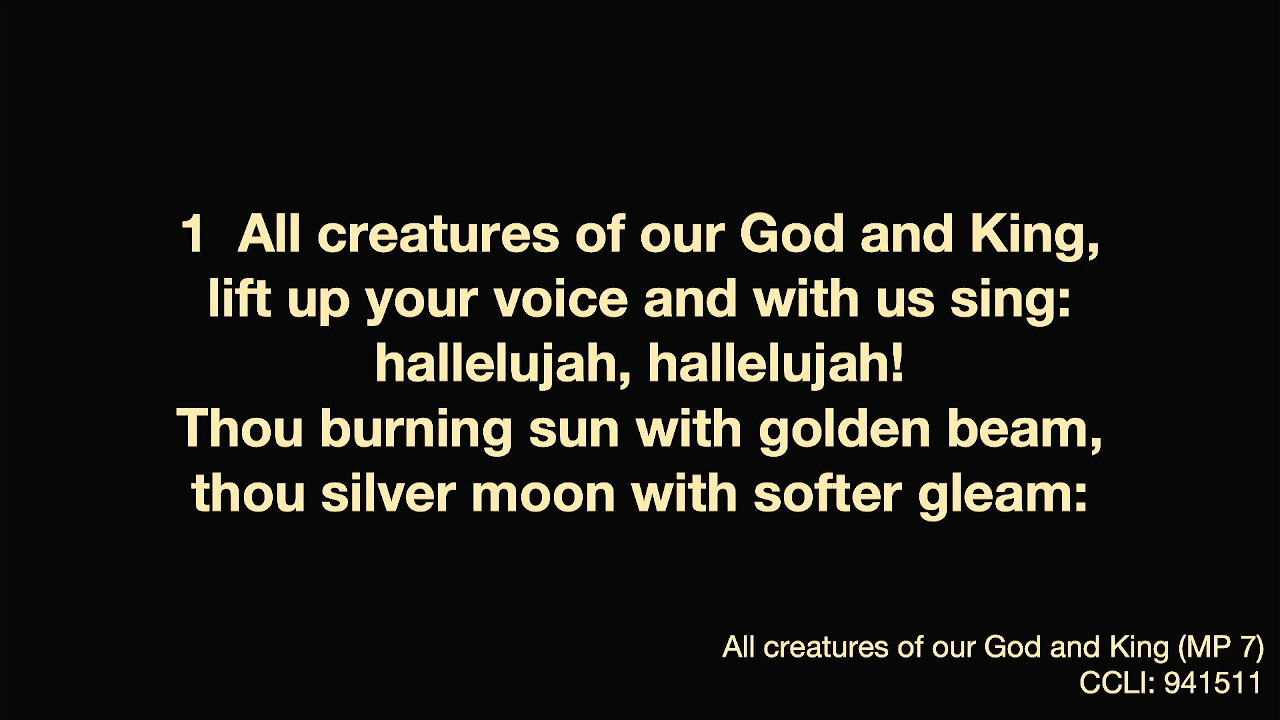 1 All creatures of our God and King,
lift up your voice and with us sing:
hallelujah, hallelujah!
Thou burning sun with golden beam,
thou silver moon with softer gleam:
All creatures of our God and King (MP 7)
CCLI: 941511